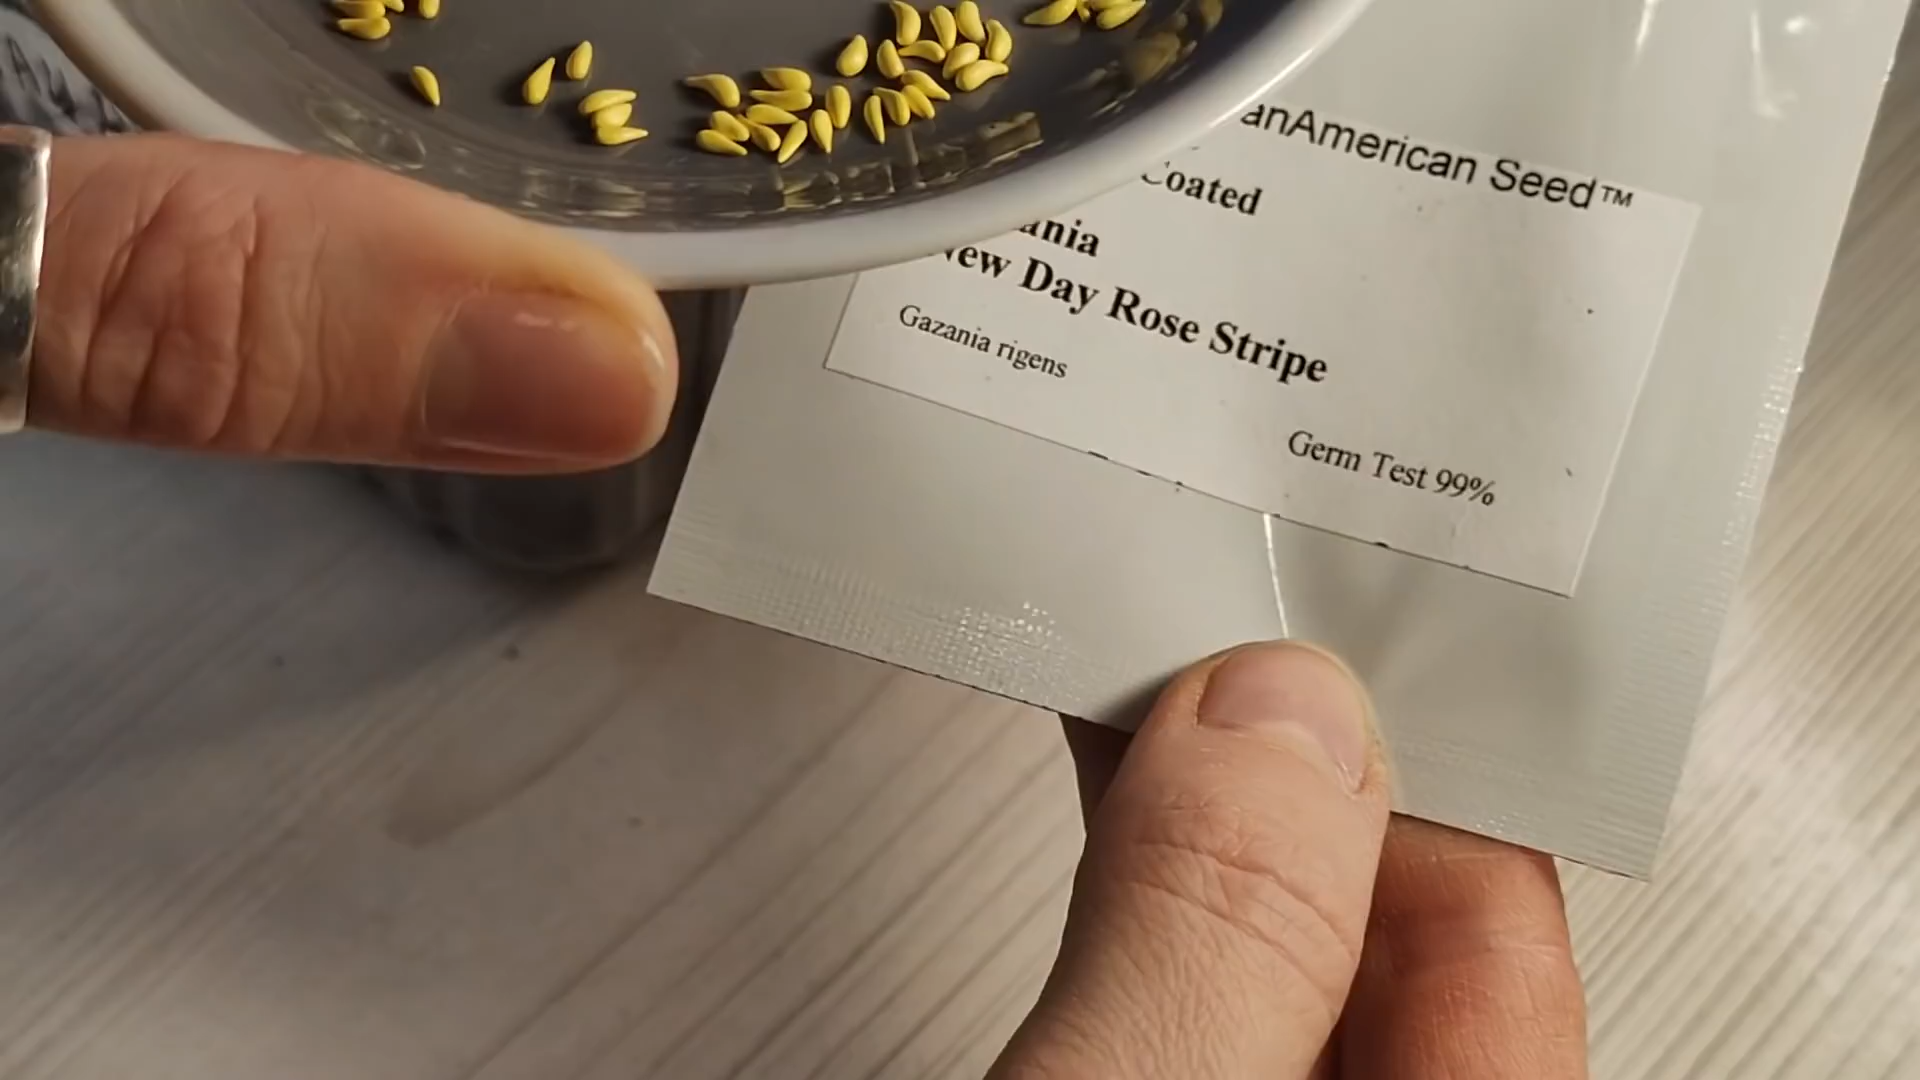 anAmerican Seed™
Coated
ania
New Day Rose Stripe
Gazania rigens
Germ Test 99%